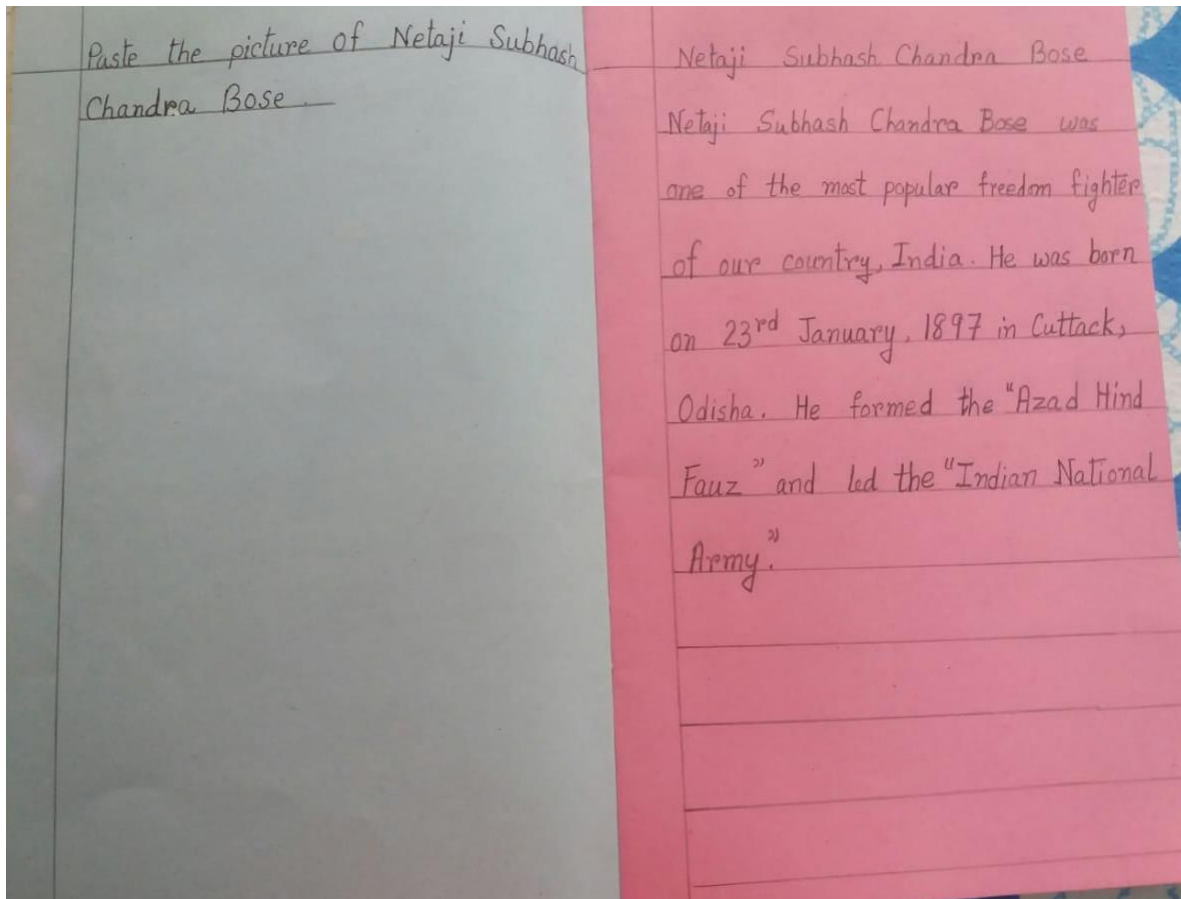 Paste the picture of Netaji Subhash
Chandra Bose
Netaji Subhash Chandra Bose
Netaji Subhash Chandra Bose was
one of the most popular freedom fighter
of our country, India. He was born
on 23rd January, 1897 in Cuttack,
Odisha. He formed the "Azad Hind
Fauz" and led the "Indian National
Army."